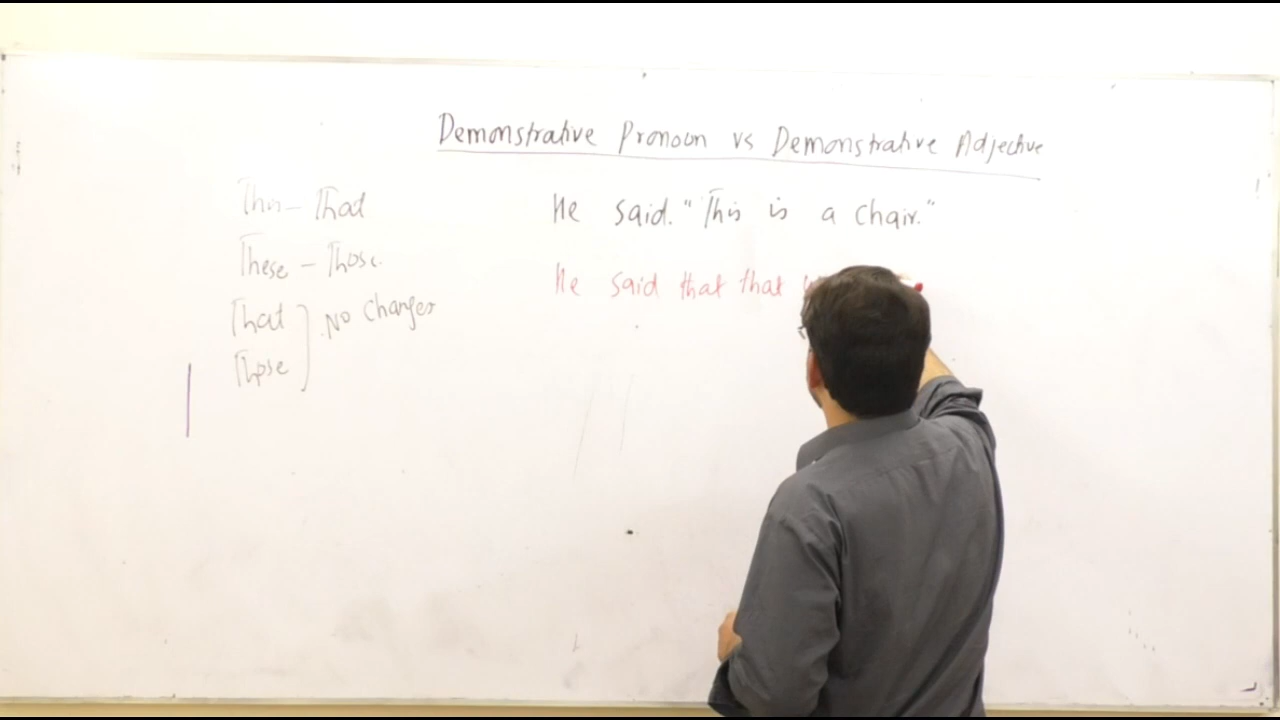 Demonstrative Pronoun vs Demonstrative Adjective
This – That
These – Those
That
Those
No Changes
He said. "This is a chair."
He said that that